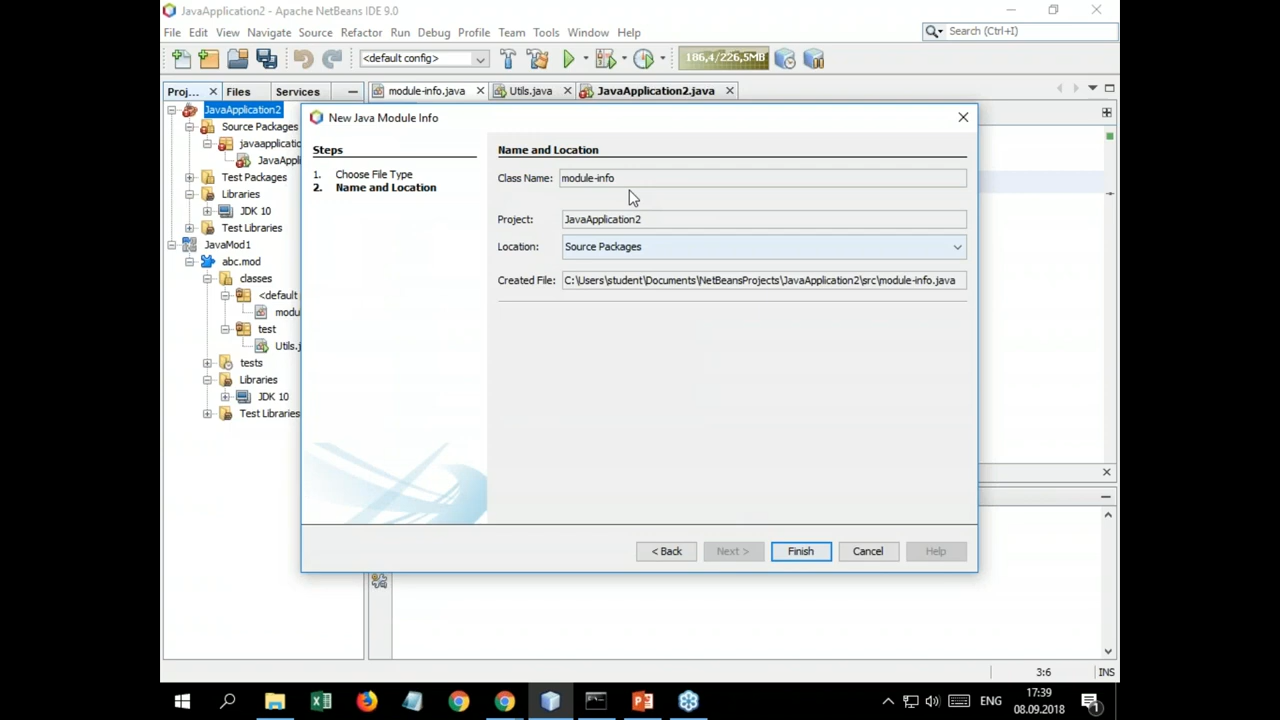 JavaApplication2 - Apache NetBeans IDE 9.0
File Edit View Navigate Source Refactor Run Debug Profile Team Tools Window Help
Search (Ctrl+I)
<default config>
186,4/226,5MB
Proj... Files Services
module-info.java Utils.java JavaApplication2.java
JavaApplication2
Source Packages
javaapplicatio
JavaAppl
Test Packages
Libraries
JDK 10
Test Libraries
JavaMod1
abc.mod
classes
<default
modu
test
Utils.j
tests
Libraries
JDK 10
Test Libraries
New Java Module Info
Steps
1. Choose File Type
2. Name and Location
Name and Location
Class Name: module-info
Project: JavaApplication2
Location: Source Packages
Created File: C:\Users\student\Documents\NetBeansProjects\JavaApplication2\src\module-info.java
< Back Next > Finish Cancel Help
3:6 INS
ENG
17:39
08.09.2018
1